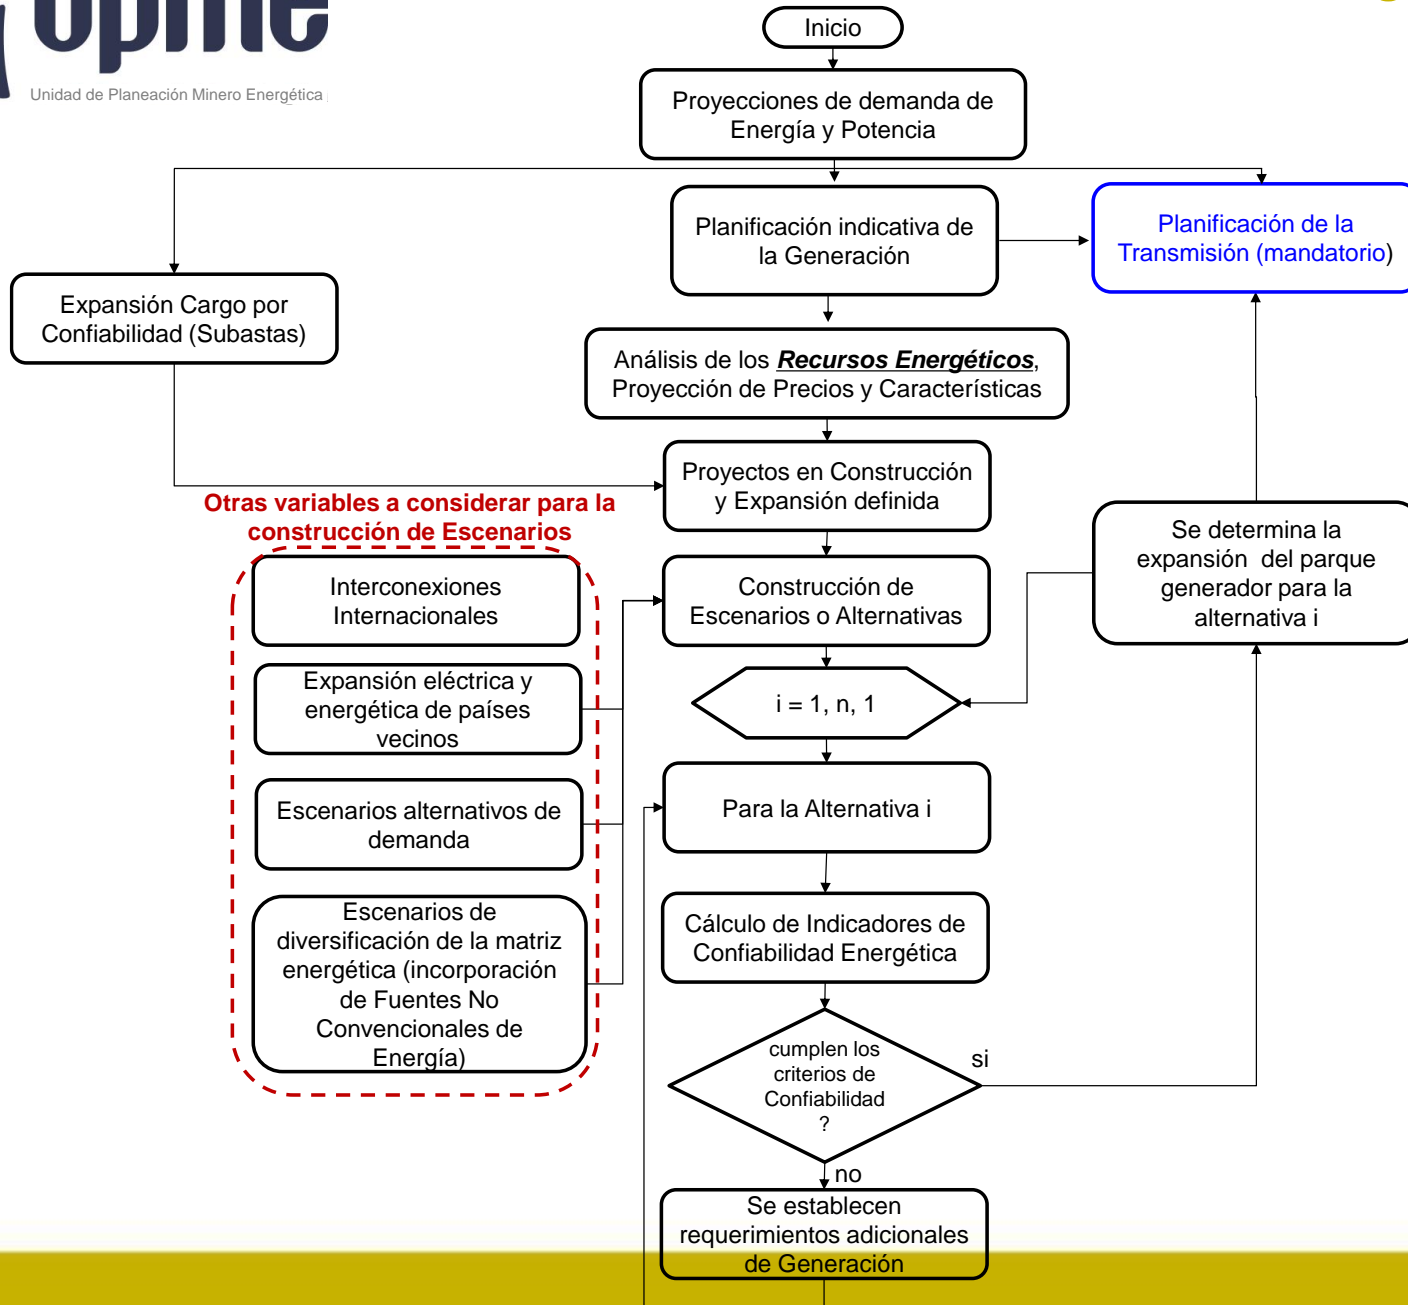 upme
Unidad de Planeación Minero Energética
Inicio
Proyecciones de demanda de
Energía y Potencia
Planificación indicativa de
la Generación
Planificación de la
Transmisión (mandatorio)
Expansión Cargo por
Confiabilidad (Subastas)
Análisis de los Recursos Energéticos,
Proyección de Precios y Características
Proyectos en Construcción
y Expansión definida
Otras variables a considerar para la
construcción de Escenarios
Interconexiones
Internacionales
Expansión eléctrica y
energética de países
vecinos
Escenarios alternativos de
demanda
Escenarios de
diversificación de la matriz
energética (incorporación
de Fuentes No
Convencionales de
Energía)
Construcción de
Escenarios o Alternativas
i = 1, n, 1
Para la Alternativa i
Se determina la
expansión  del parque
generador para la
alternativa i
Cálculo de Indicadores de
Confiabilidad Energética
cumplen los
criterios de
Confiabilidad
?
si
no
Se establecen
requerimientos adicionales
de Generación